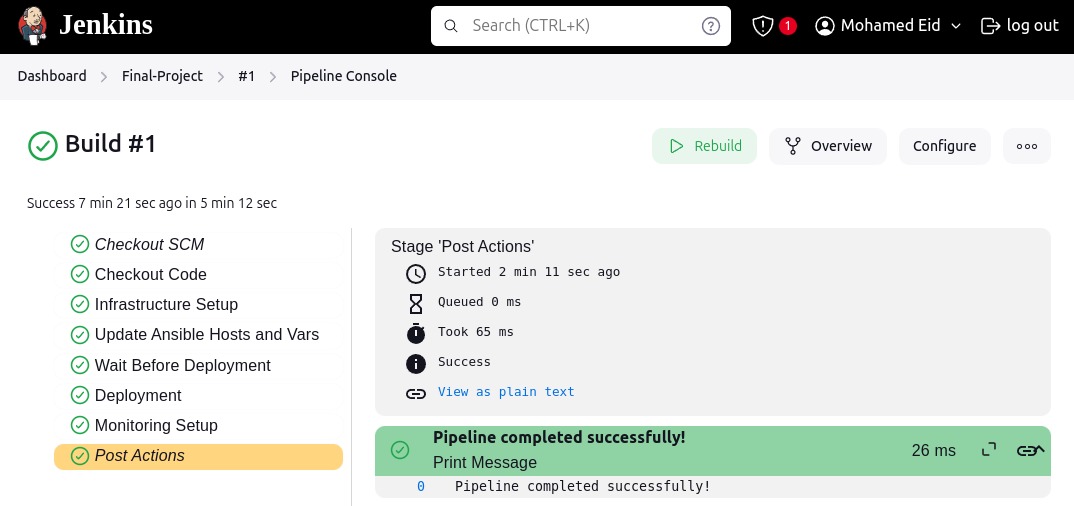 Jenkins
Search (CTRL+K)
1
Mohamed Eid
log out
Dashboard
Final-Project
#1
Pipeline Console
Build #1
Rebuild
Overview
Configure
Success 7 min 21 sec ago in 5 min 12 sec
Checkout SCM
Checkout Code
Infrastructure Setup
Update Ansible Hosts and Vars
Wait Before Deployment
Deployment
Monitoring Setup
Post Actions
Stage 'Post Actions'
Started 2 min 11 sec ago
Queued 0 ms
Took 65 ms
Success
View as plain text
Pipeline completed successfully!
Print Message
26 ms
0 Pipeline completed successfully!